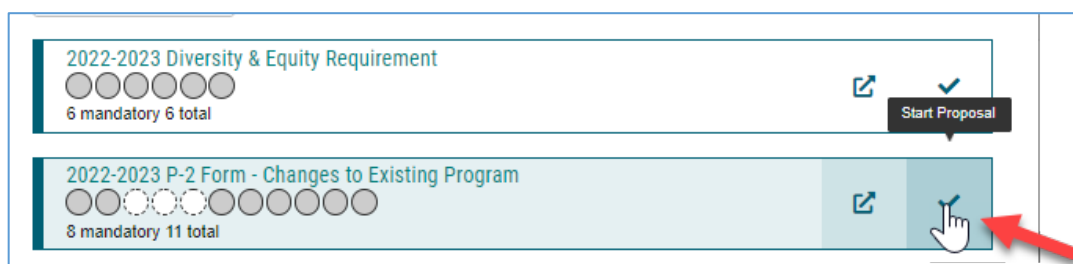 2022-2023 Diversity & Equity Requirement
6 mandatory 6 total
Start Proposal
2022-2023 P-2 Form - Changes to Existing Program
8 mandatory 11 total